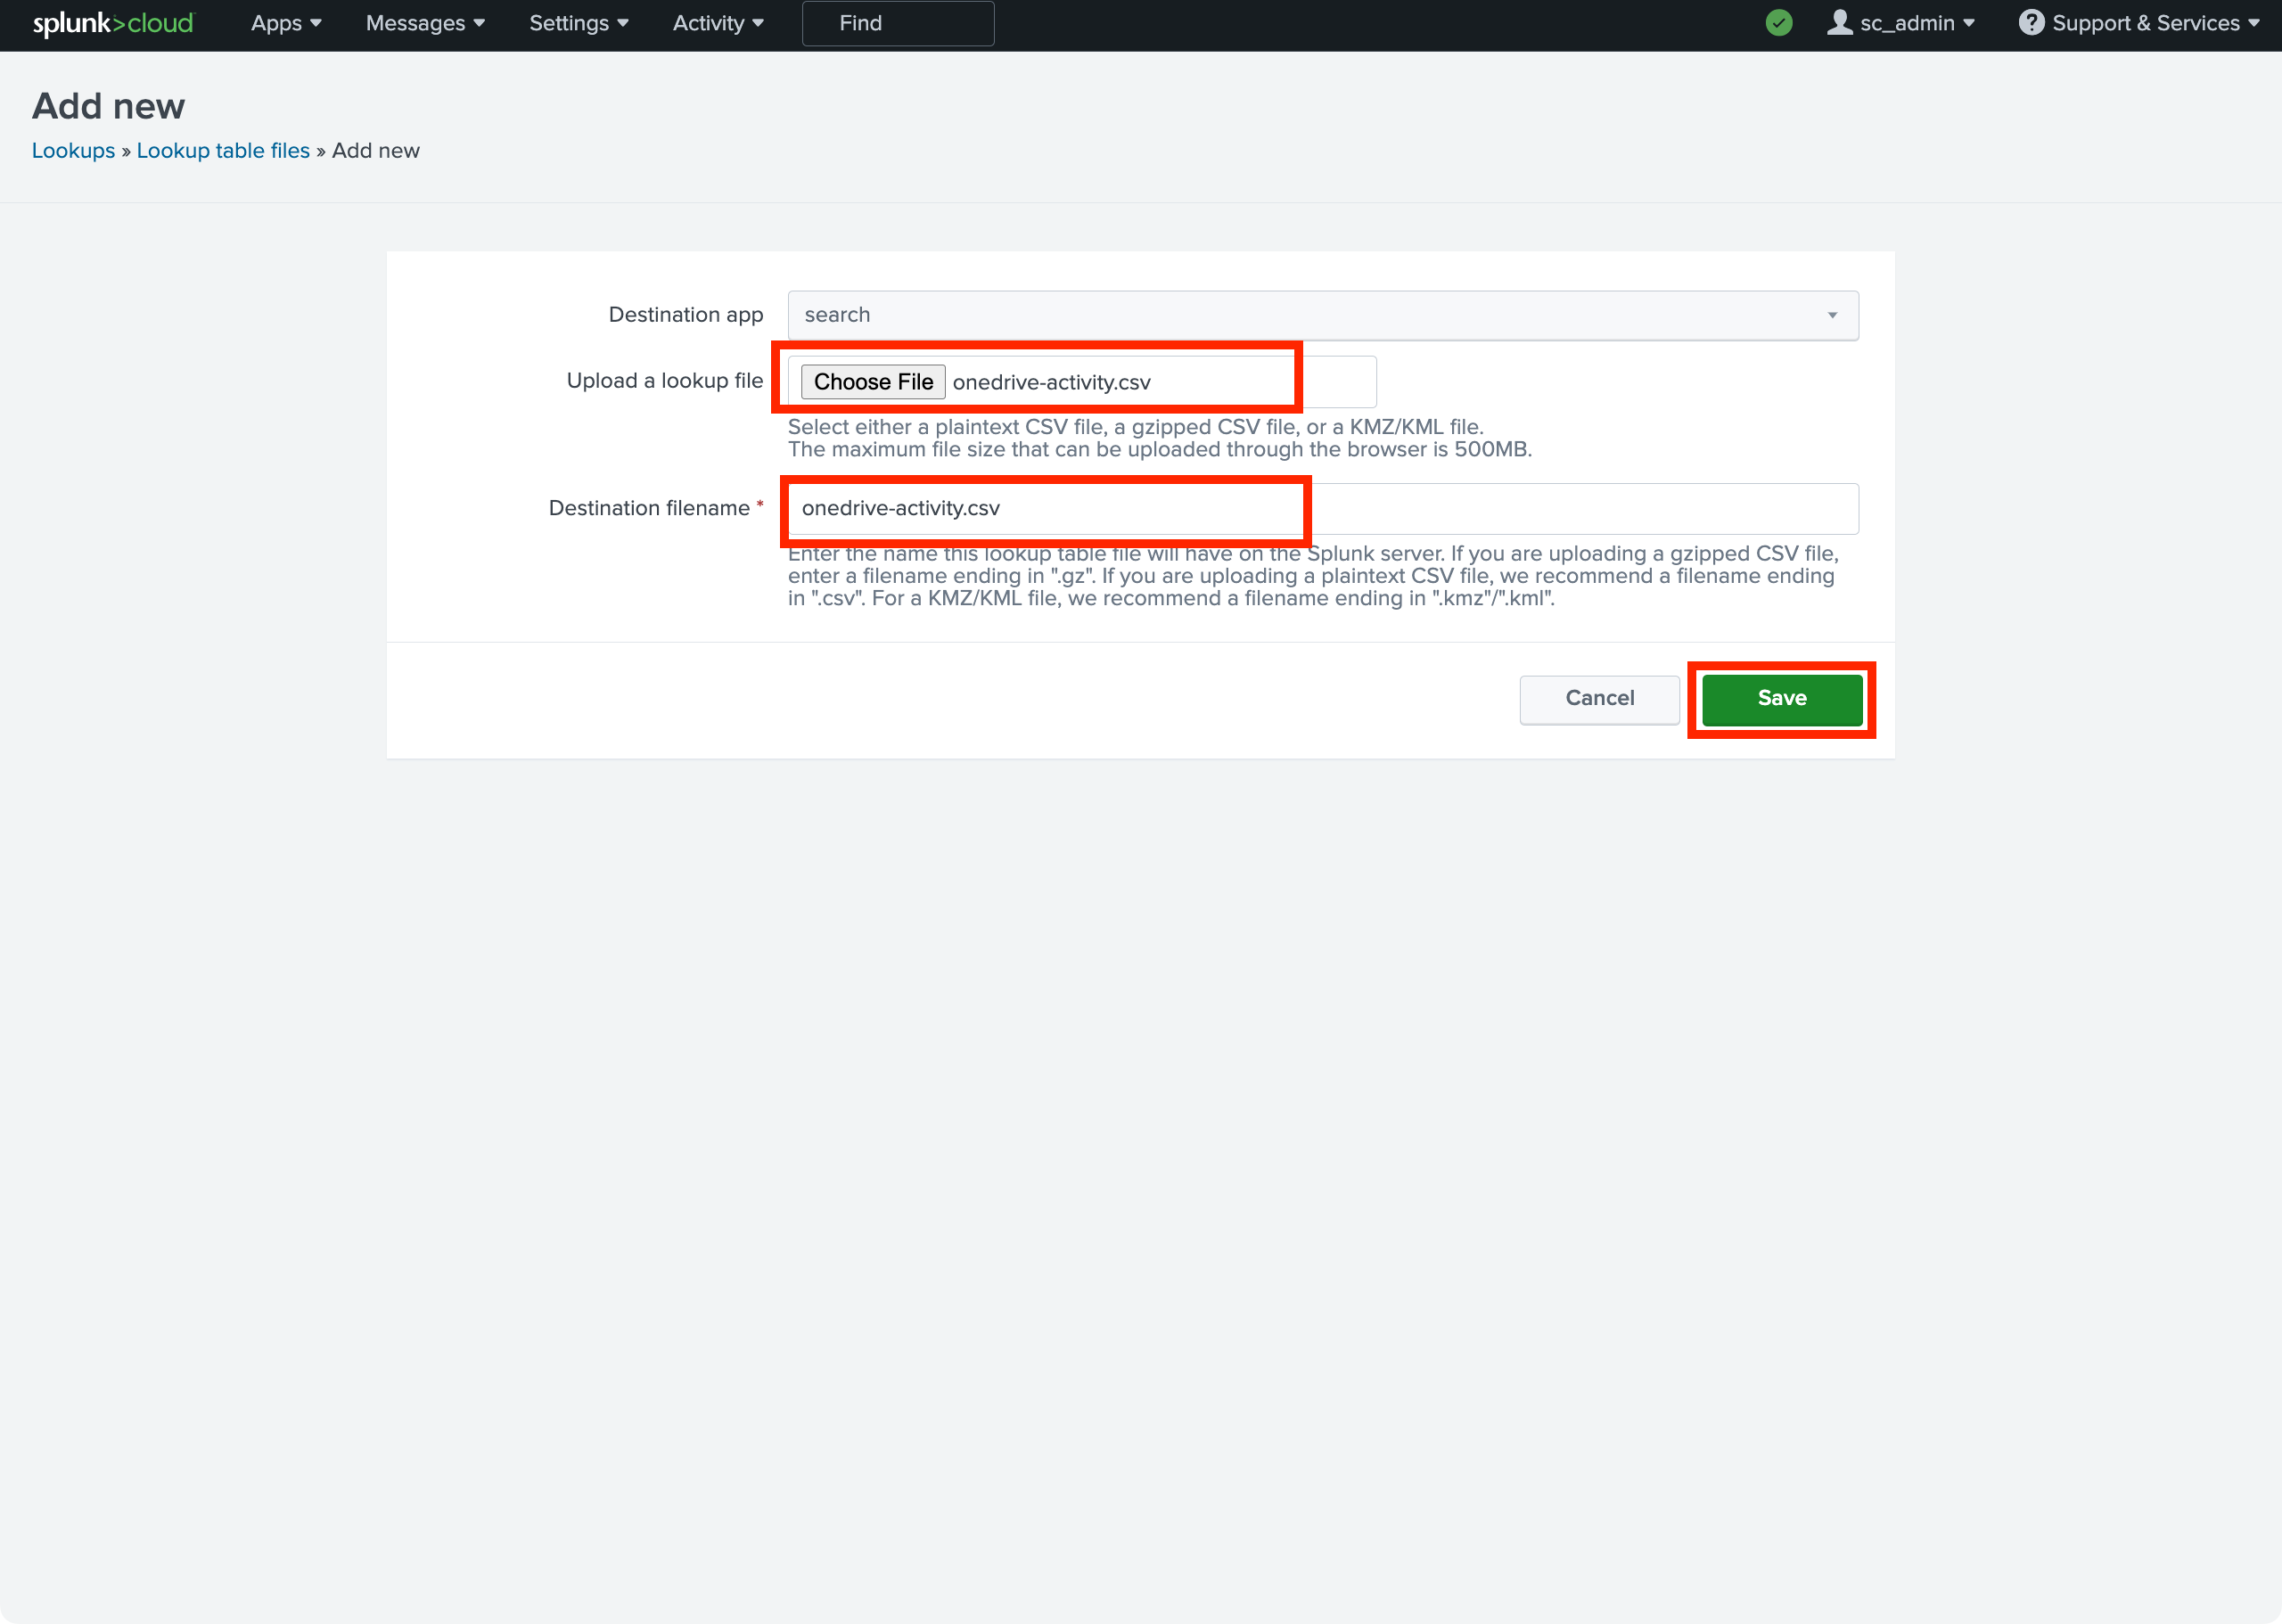 splunk>cloud Apps Messages Settings Activity Find sc_admin ? Support & Services
Add new
Lookups » Lookup table files » Add new
Destination app search
Upload a lookup file Choose File onedrive-activity.csv
Select either a plaintext CSV file, a gzipped CSV file, or a KMZ/KML file.
The maximum file size that can be uploaded through the browser is 500MB.
Destination filename * onedrive-activity.csv
Enter the name this lookup table file will have on the Splunk server. If you are uploading a gzipped CSV file,
enter a filename ending in ".gz". If you are uploading a plaintext CSV file, we recommend a filename ending
in ".csv". For a KMZ/KML file, we recommend a filename ending in ".kmz"/".kml".
Cancel Save